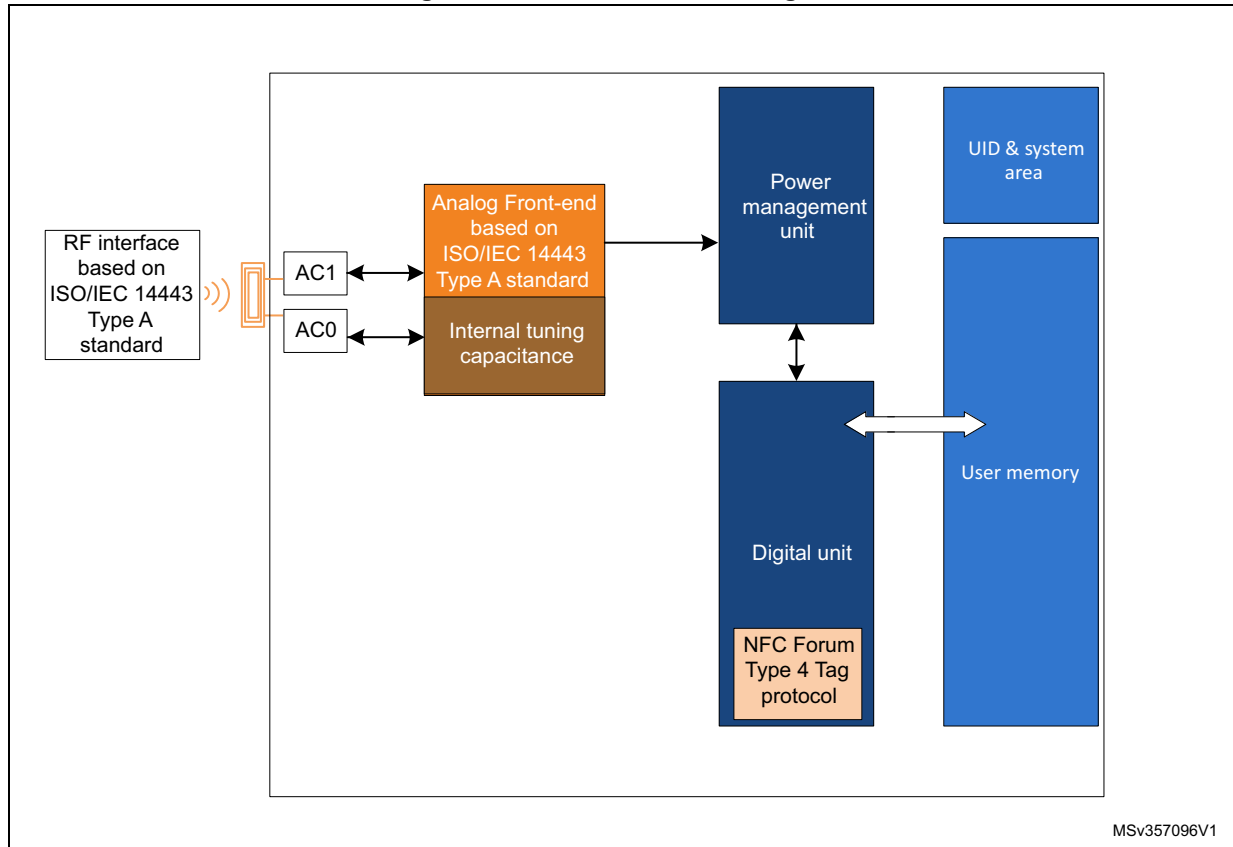 RF interface
based on
ISO/IEC 14443
Type A
standard
AC1
AC0
Analog Front-end
based on
ISO/IEC 14443
Type A standard
Internal tuning
capacitance
Power
management
unit
Digital unit
NFC Forum
Type 4 Tag
protocol
UID & system
area
User memory
MSv357096V1